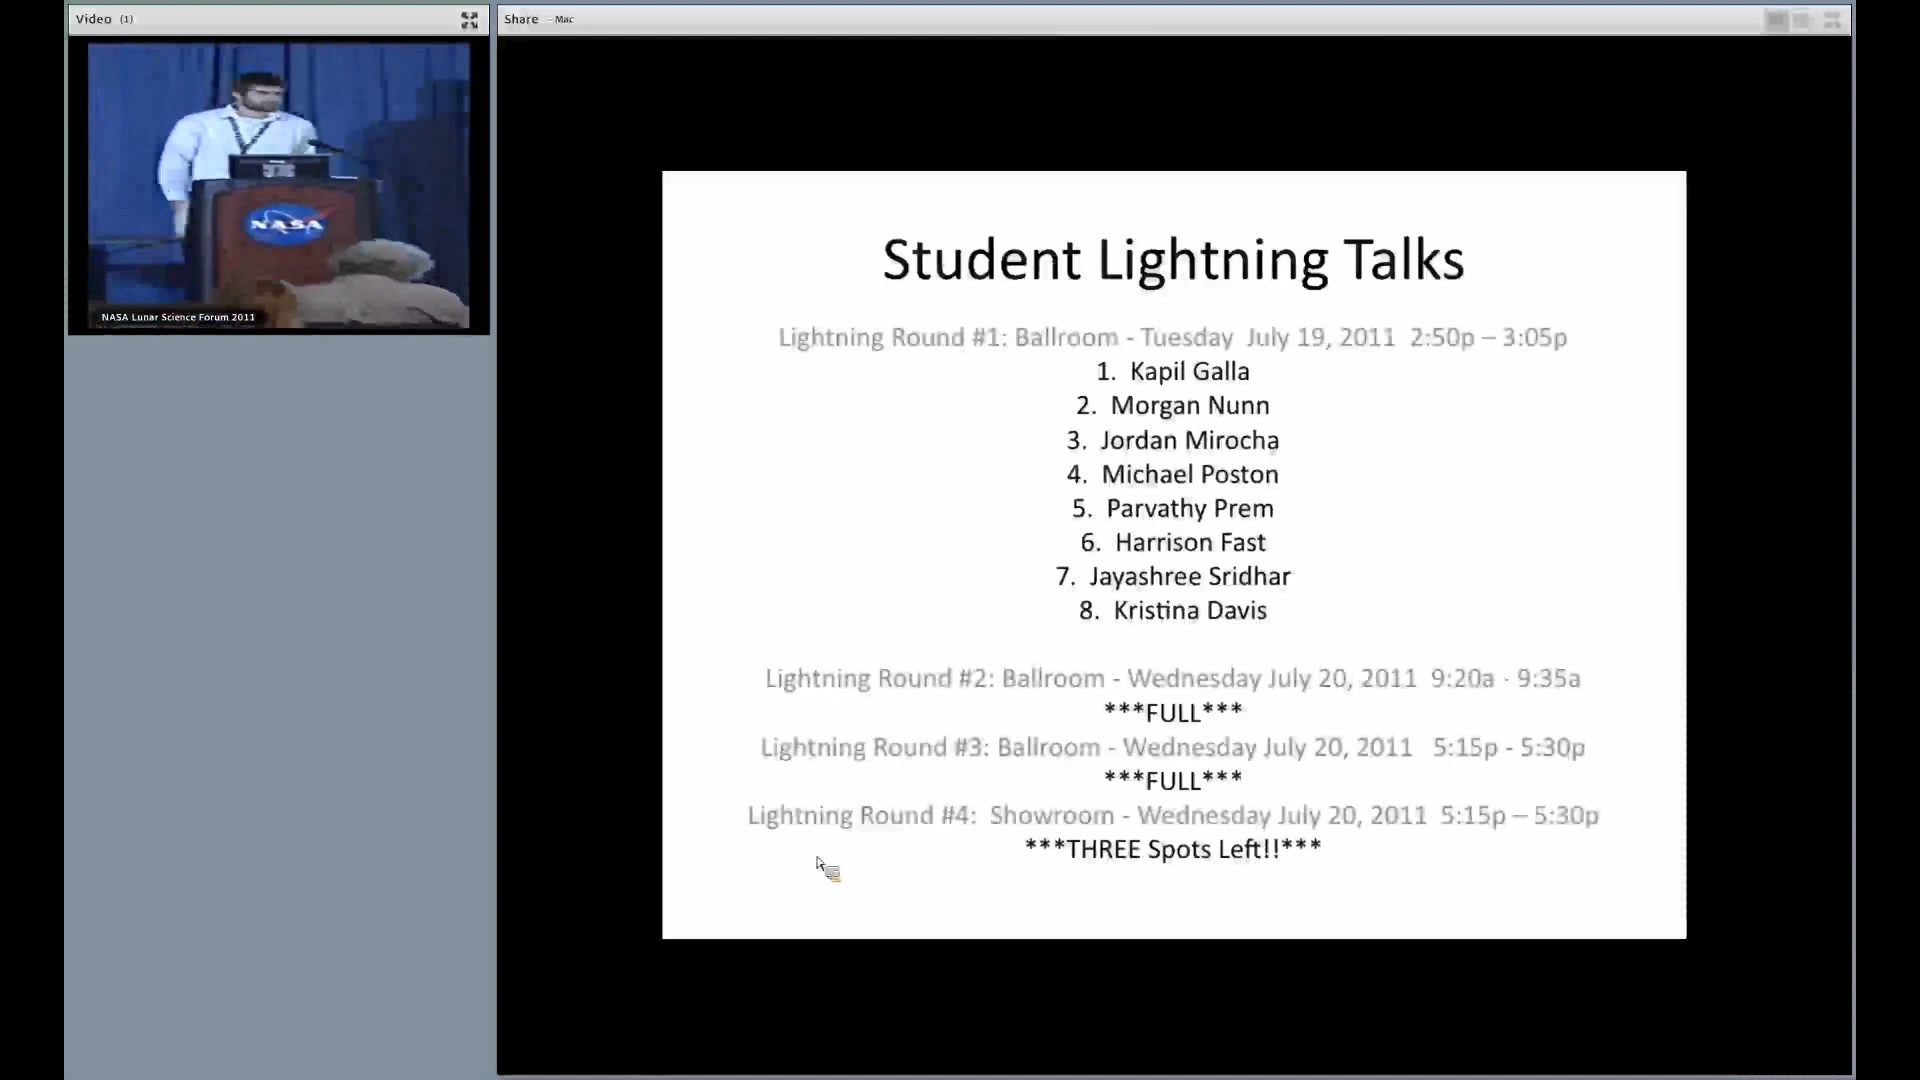 Video (1)
Share - Mac
NASA
NASA Lunar Science Forum 2011
Student Lightning Talks
Lightning Round #1: Ballroom - Tuesday July 19, 2011 2:50p – 3:05p
1. Kapil Galla
2. Morgan Nunn
3. Jordan Mirocha
4. Michael Poston
5. Parvathy Prem
6. Harrison Fast
7. Jayashree Sridhar
8. Kristina Davis
Lightning Round #2: Ballroom - Wednesday July 20, 2011 9:20a - 9:35a
***FULL***
Lightning Round #3: Ballroom - Wednesday July 20, 2011 5:15p - 5:30p
***FULL***
Lightning Round #4: Showroom - Wednesday July 20, 2011 5:15p – 5:30p
***THREE Spots Left!!***